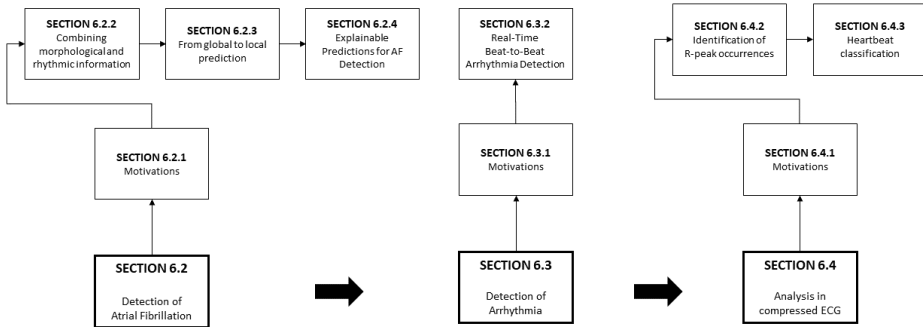 SECTION 6.2.2
Combining
morphological and
rhythmic information
SECTION 6.2.3
From global to local
prediction
SECTION 6.2.4
Explainable
Predictions for AF
Detection
SECTION 6.3.2
Real-Time
Beat-to-Beat
Arrhythmia Detection
SECTION 6.4.2
Identification of
R-peak occurrences
SECTION 6.4.3
Heartbeat
classification
SECTION 6.2.1
Motivations
SECTION 6.3.1
Motivations
SECTION 6.4.1
Motivations
SECTION 6.2
Detection of
Atrial Fibrillation
SECTION 6.3
Detection of
Arrhythmia
SECTION 6.4
Analysis in
compressed ECG